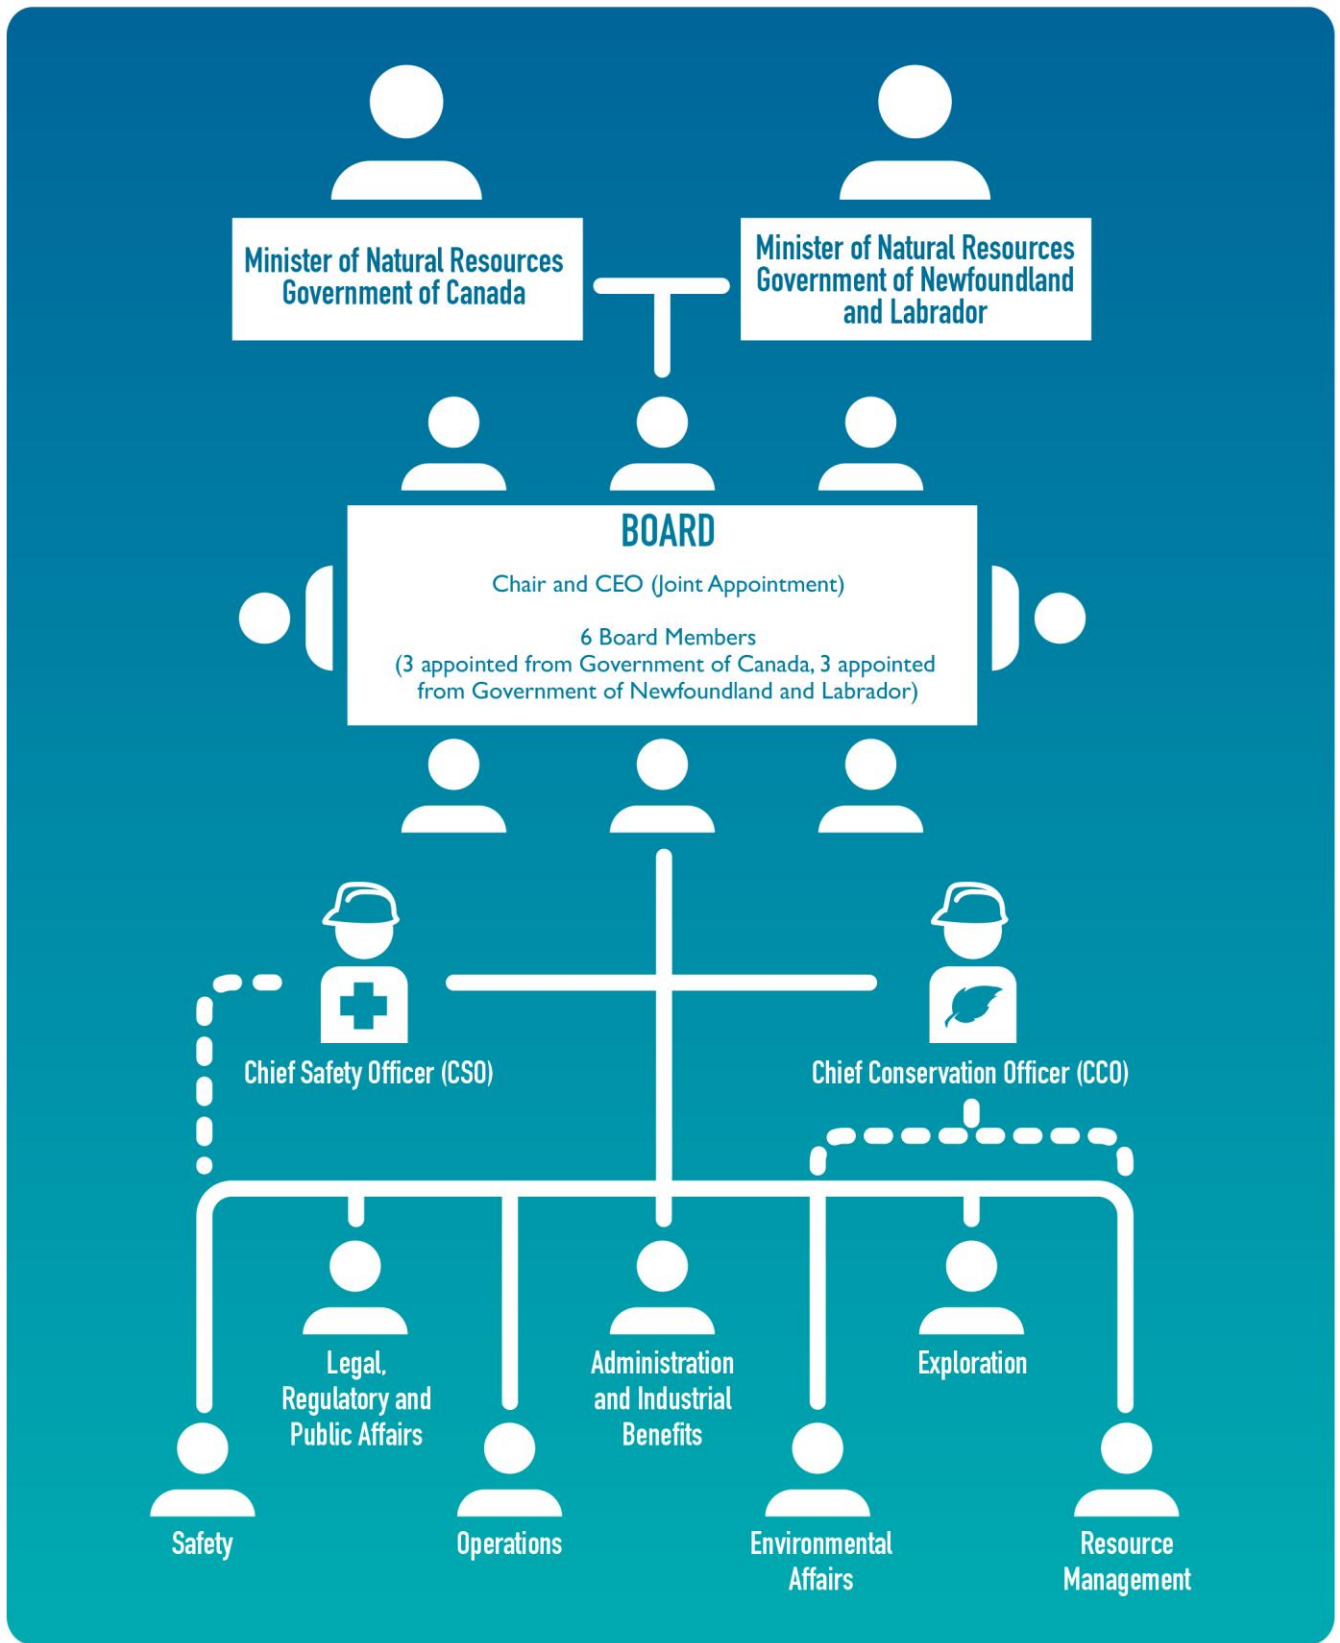 Minister of Natural Resources
Government of Canada
Minister of Natural Resources
Government of Newfoundland
and Labrador
BOARD
Chair and CEO (Joint Appointment)
6 Board Members
(3 appointed from Government of Canada, 3 appointed
from Government of Newfoundland and Labrador)
Chief Safety Officer (CSO)
Chief Conservation Officer (CCO)
Legal,
Regulatory and
Public Affairs
Administration
and Industrial
Benefits
Exploration
Safety
Operations
Environmental
Affairs
Resource
Management